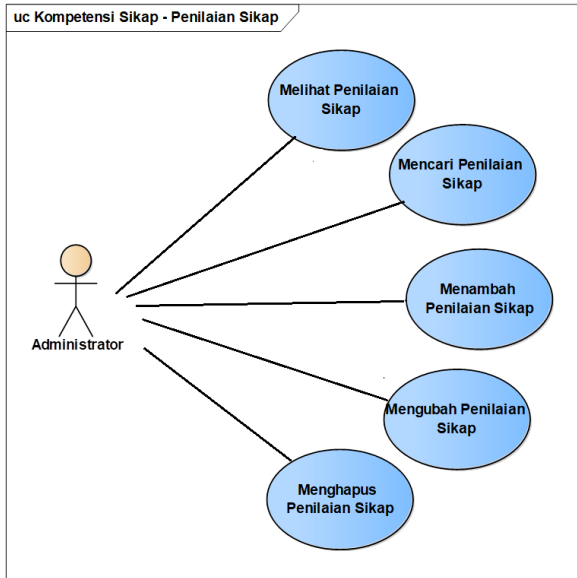 uc Kompetensi Sikap - Penilaian Sikap
Melihat Penilaian
Sikap
Mencari Penilaian
Sikap
Menambah
Penilaian Sikap
Administrator
Mengubah Penilaian
Sikap
Menghapus
Penilaian Sikap